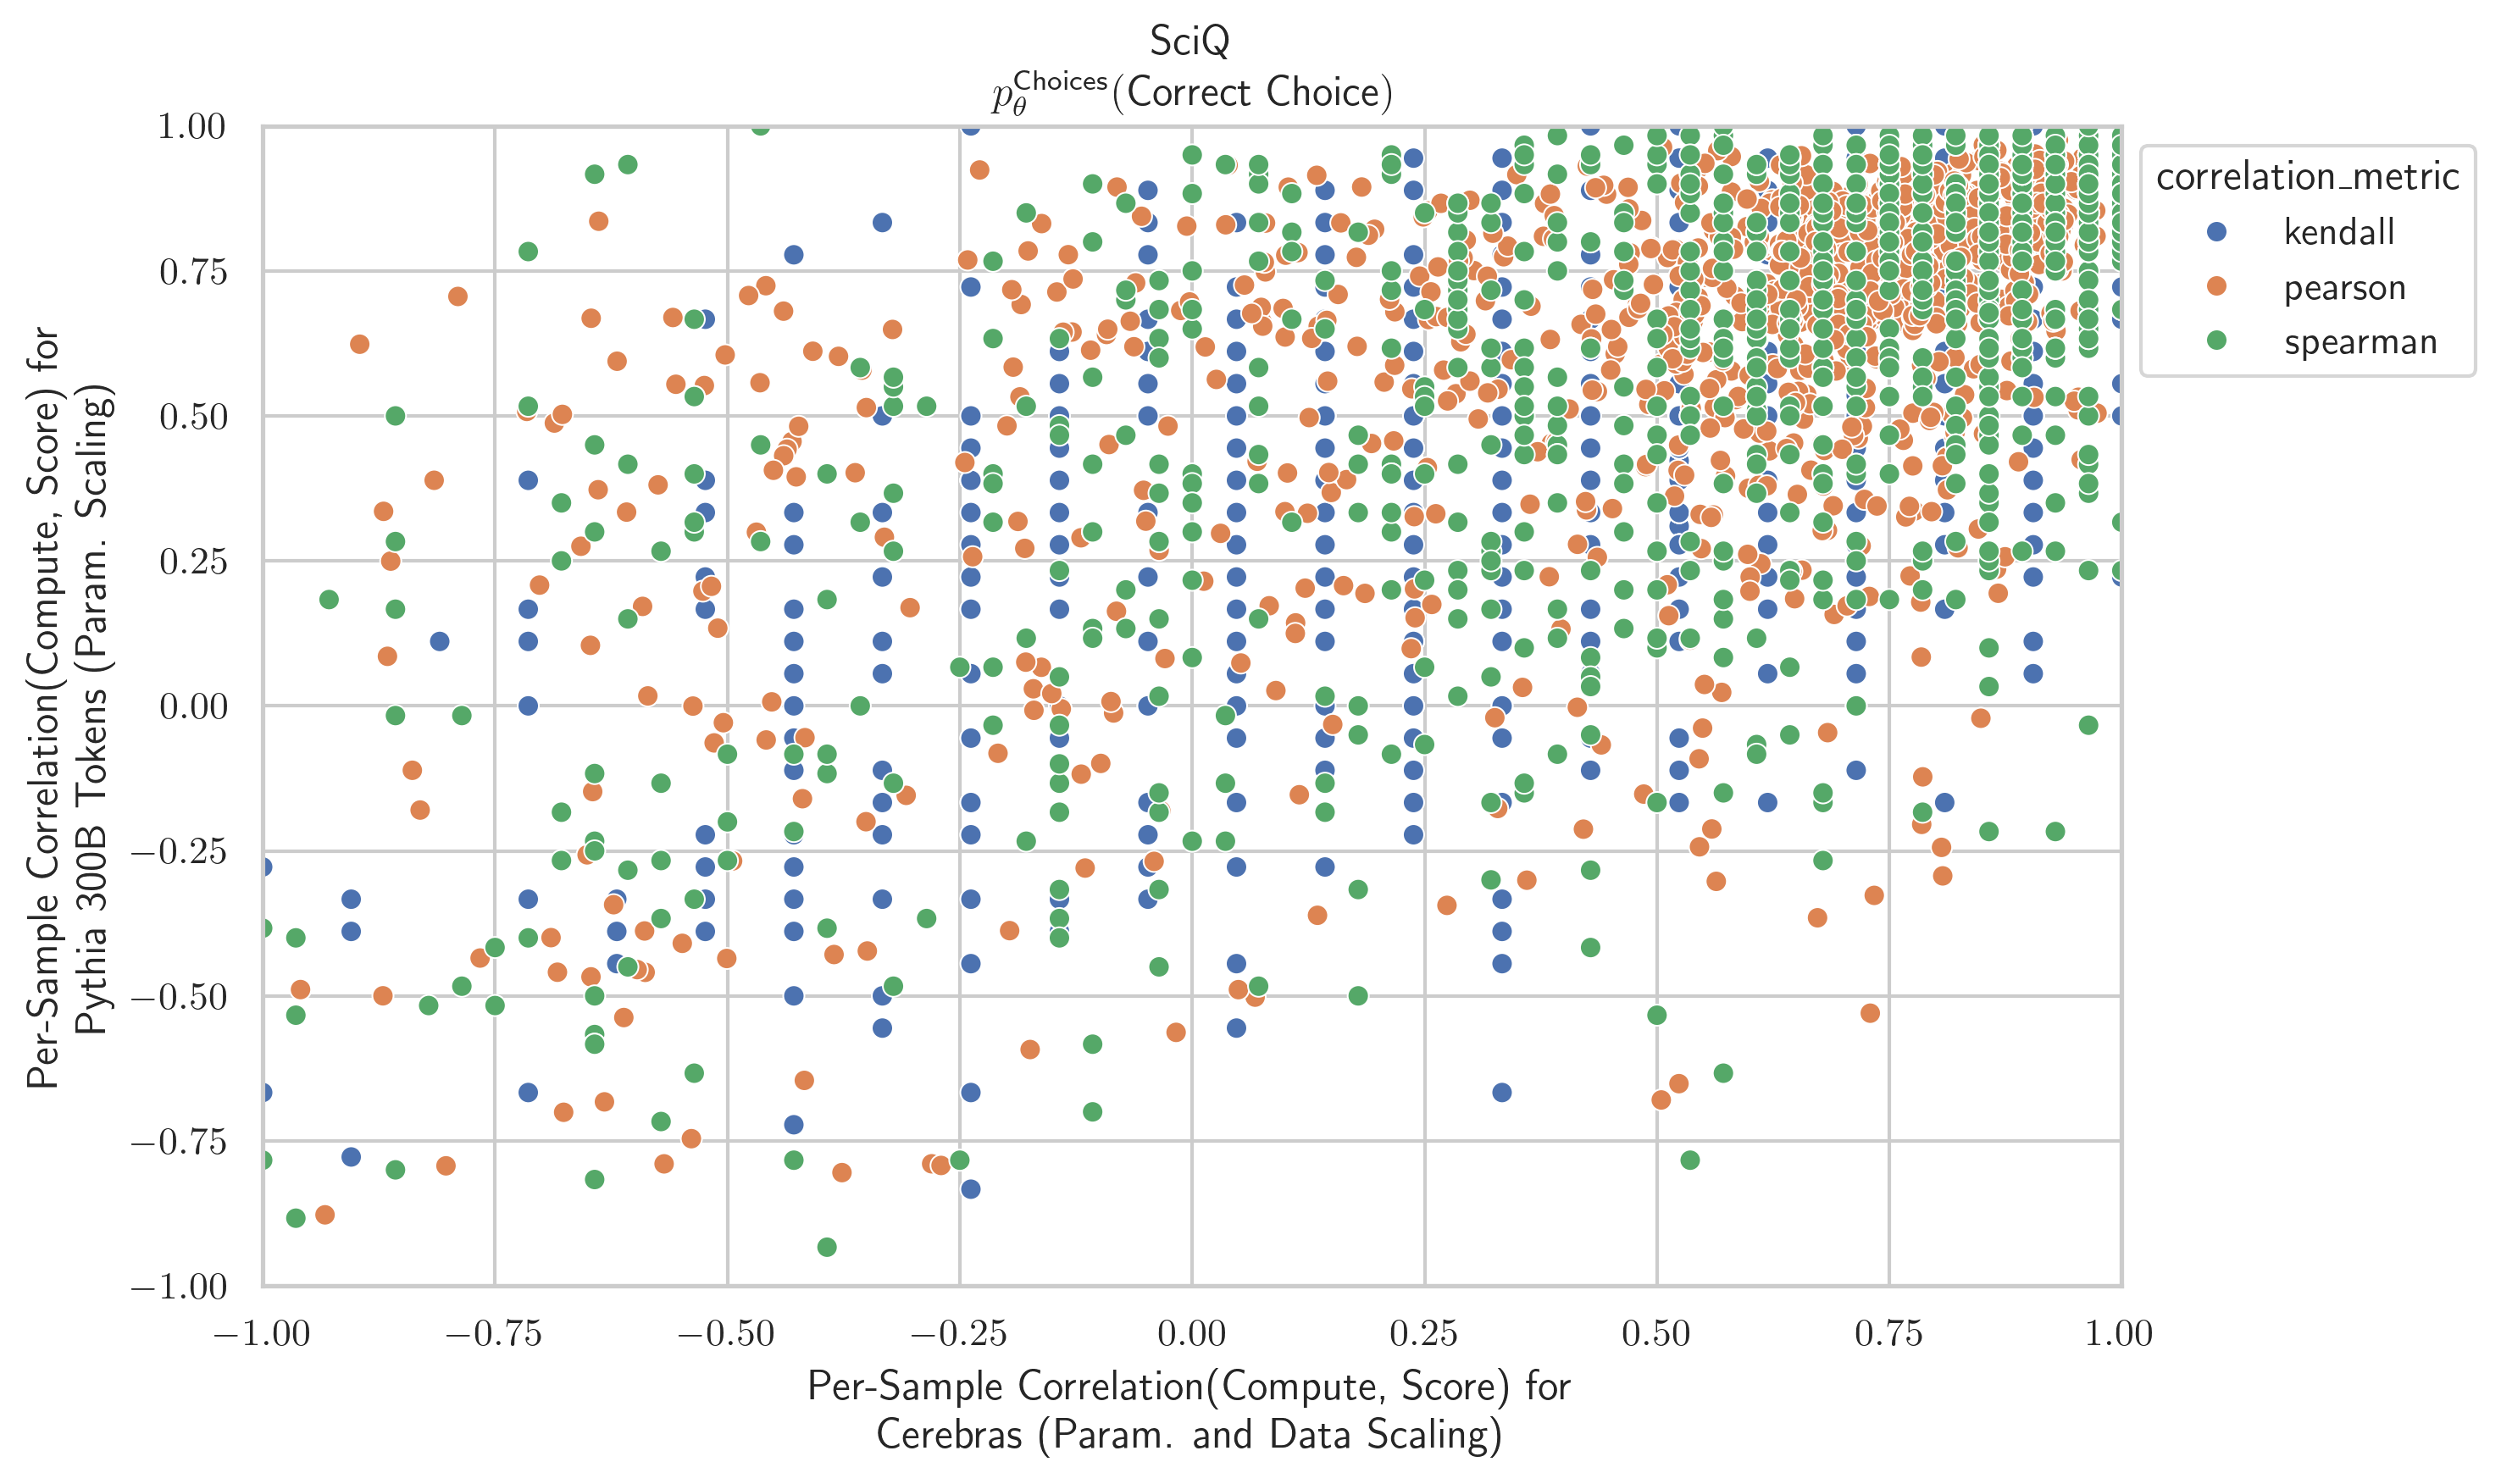 SciQ
p_θ^Choices(Correct Choice)
Per-Sample Correlation(Compute, Score) for
Pythia 300B Tokens (Param. Scaling)
1.00
0.75
0.50
0.25
0.00
−0.25
−0.50
−0.75
−1.00
correlation_metric
kendall
pearson
spearman
−1.00 −0.75 −0.50 −0.25 0.00 0.25 0.50 0.75 1.00
Per-Sample Correlation(Compute, Score) for
Cerebras (Param. and Data Scaling)